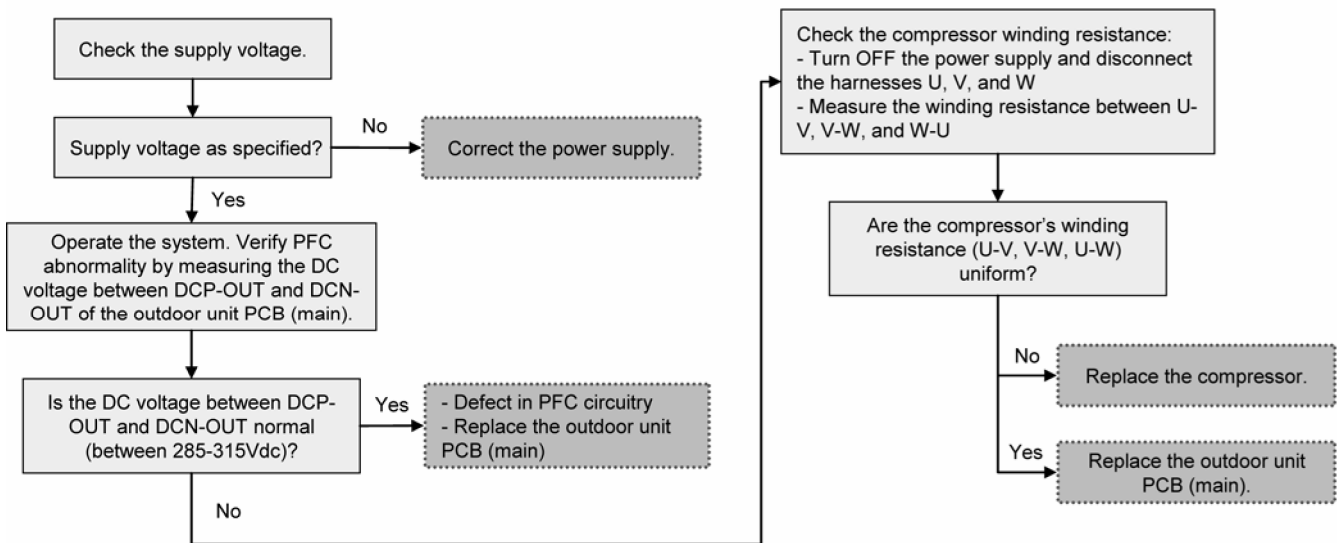 Check the supply voltage.
Supply voltage as specified?
No
Correct the power supply.
Yes
Operate the system. Verify PFC
abnormality by measuring the DC
voltage between DCP-OUT and DCN-
OUT of the outdoor unit PCB (main).
Is the DC voltage between DCP-
OUT and DCN-OUT normal
(between 285-315Vdc)?
Yes
- Defect in PFC circuitry
- Replace the outdoor unit
PCB (main)
No
Check the compressor winding resistance:
- Turn OFF the power supply and disconnect
the harnesses U, V, and W
- Measure the winding resistance between U-
V, V-W, and W-U
Are the compressor's winding
resistance (U-V, V-W, U-W)
uniform?
No
Replace the compressor.
Yes
Replace the outdoor unit
PCB (main).